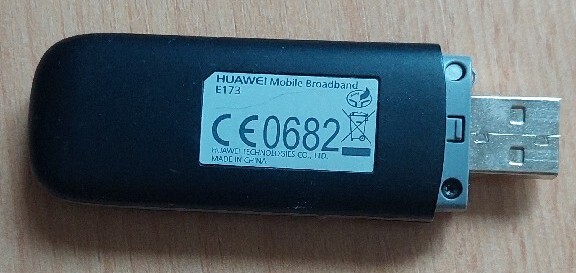 HUAWEI Mobile Broadband
E173
CE0682
HUAWEI TECHNOLOGIES CO., LTD.
MADE IN CHINA